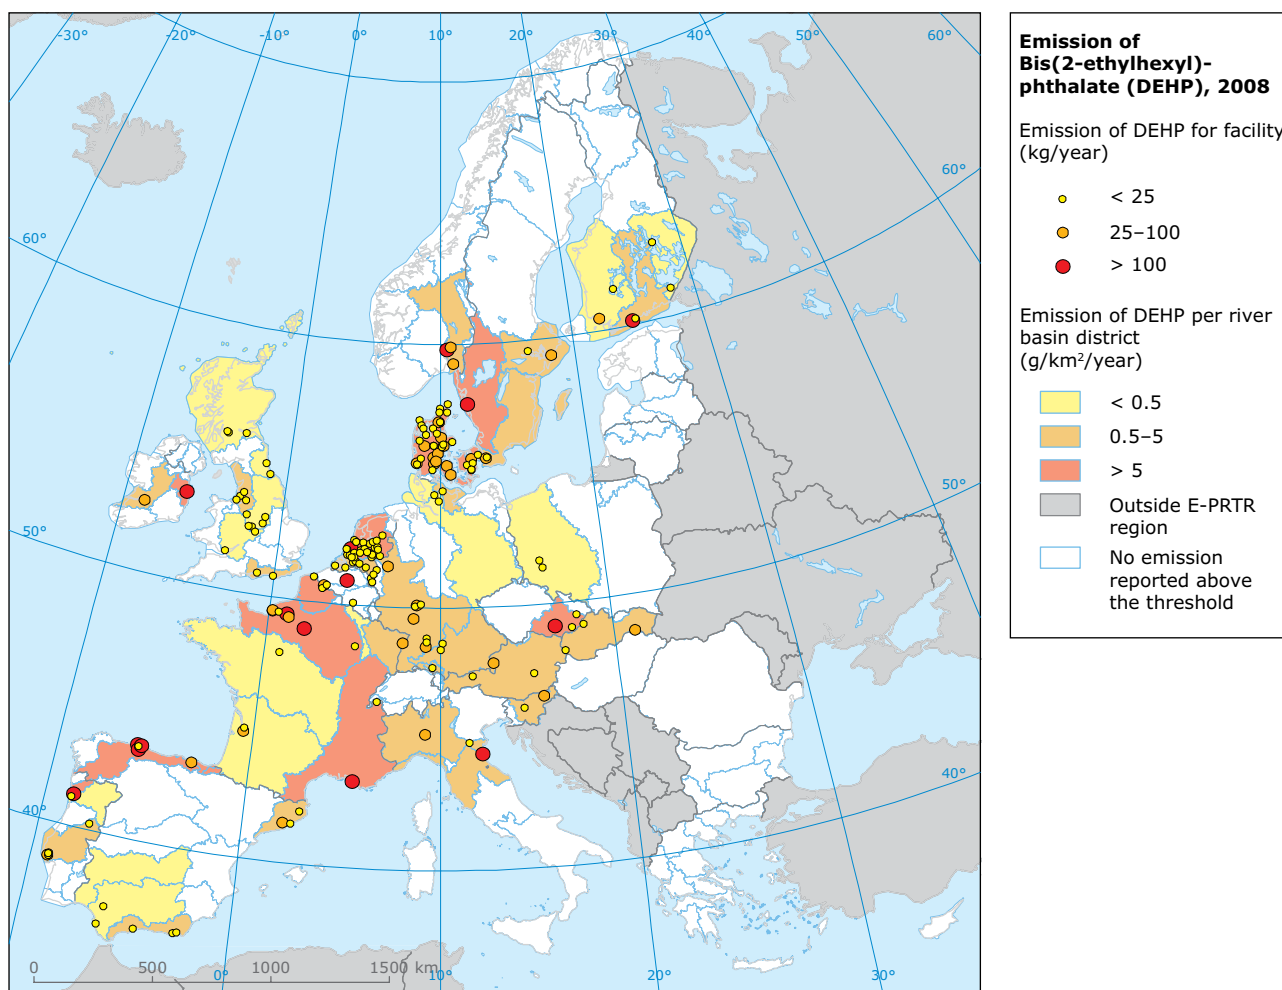 -30°
-20°
-10°
0°
10°
20°
30°
40°
50°
60°
60°
60°
50°
50°
40°
40°
0
500
1000
1500 km
0°
10°
20°
30°
Emission of
Bis(2-ethylhexyl)-
phthalate (DEHP), 2008
Emission of DEHP for facility
(kg/year)
< 25
25–100
> 100
Emission of DEHP per river
basin district
(g/km²/year)
< 0.5
0.5–5
> 5
Outside E-PRTR
region
No emission
reported above
the threshold